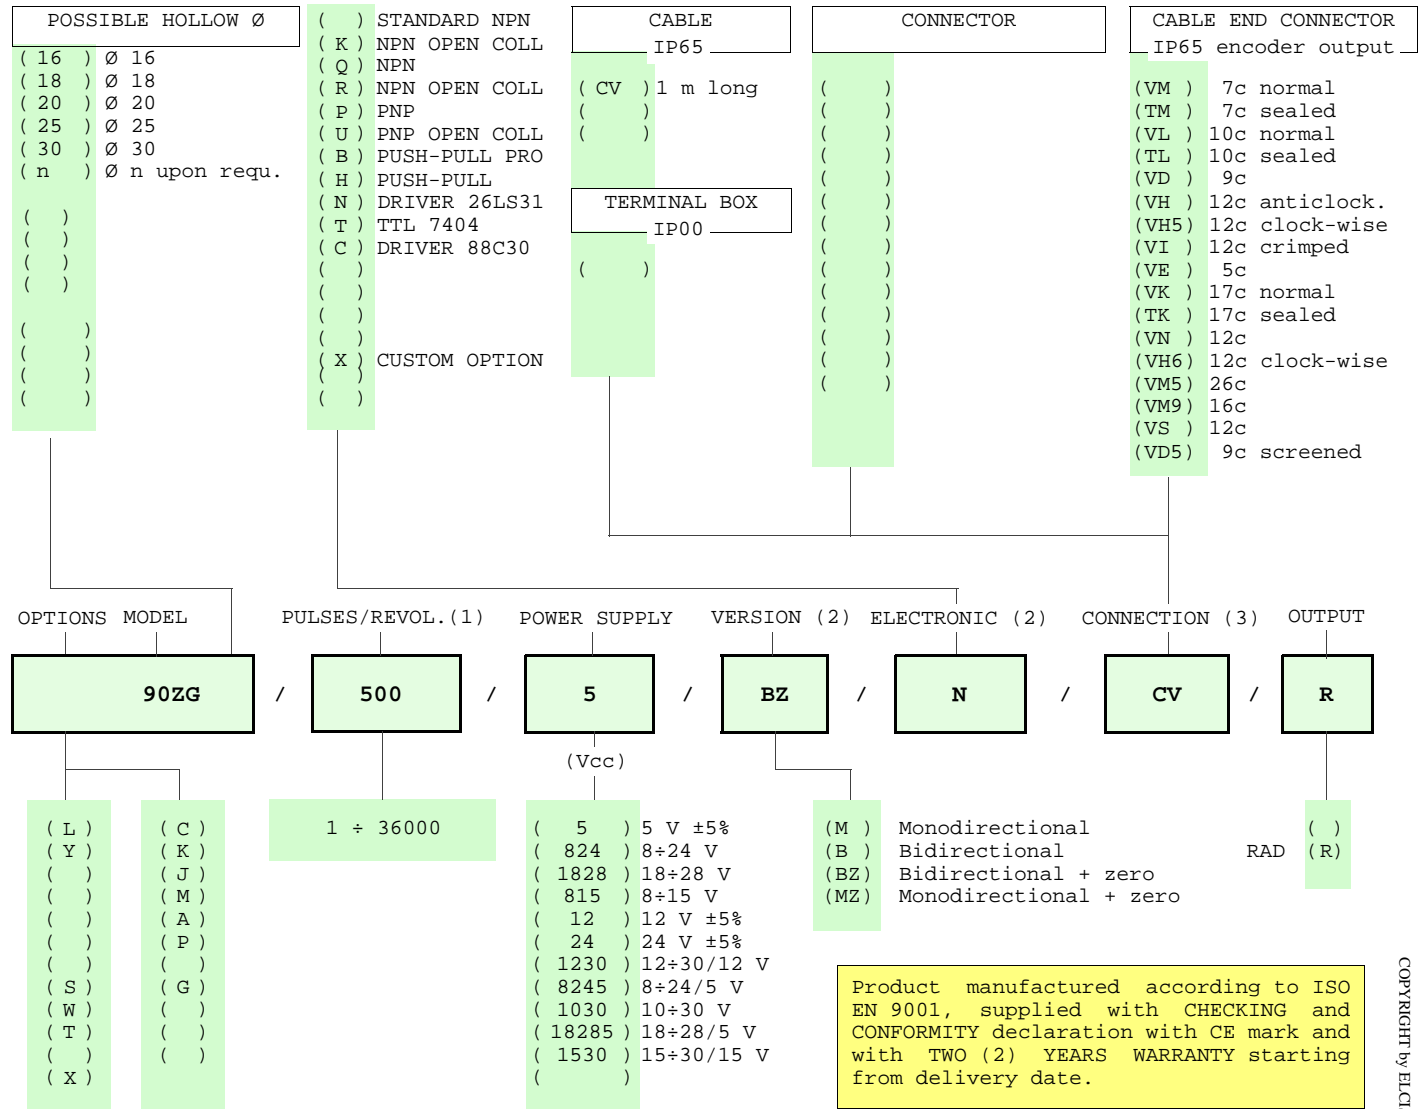 POSSIBLE HOLLOW Ø
( 16 ) Ø 16
( 18 ) Ø 18
( 20 ) Ø 20
( 25 ) Ø 25
( 30 ) Ø 30
( n ) Ø n upon requ.
( )
( )
( )
( )
( )
( )
( )
( )
( ) STANDARD NPN
( K ) NPN OPEN COLL
( Q ) NPN
( R ) NPN OPEN COLL
( P ) PNP
( U ) PNP OPEN COLL
( B ) PUSH-PULL PRO
( H ) PUSH-PULL
( N ) DRIVER 26LS31
( T ) TTL 7404
( C ) DRIVER 88C30
( )
( )
( )
( )
( X ) CUSTOM OPTION
( )
( )
CABLE
IP65
( CV ) 1 m long
( )
( )
TERMINAL BOX
IP00
( )
CONNECTOR
( )
( )
( )
( )
( )
( )
( )
( )
( )
( )
( )
( )
( )
( )
CABLE END CONNECTOR
IP65 encoder output
(VM ) 7c normal
(TM ) 7c sealed
(VL ) 10c normal
(TL ) 10c sealed
(VD ) 9c
(VH ) 12c anticlock.
(VH5) 12c clock-wise
(VI ) 12c crimped
(VE ) 5c
(VK ) 17c normal
(TK ) 17c sealed
(VN ) 12c
(VH6) 12c clock-wise
(VM5) 26c
(VM9) 16c
(VS ) 12c
(VD5) 9c screened
OPTIONS MODEL PULSES/REVOL.(1) POWER SUPPLY VERSION (2) ELECTRONIC (2) CONNECTION (3) OUTPUT
90ZG / 500 / 5 / BZ / N / CV / R
(Vcc)
( L )
( Y )
( )
( )
( )
( )
( )
( S )
( W )
( T )
( )
( X )
( C )
( K )
( J )
( M )
( A )
( P )
( )
( G )
( )
( )
( )
1 ÷ 36000
( 5 ) 5 V ±5%
( 824 ) 8÷24 V
( 1828 ) 18÷28 V
( 815 ) 8÷15 V
( 12 ) 12 V ±5%
( 24 ) 24 V ±5%
( 1230 ) 12÷30/12 V
( 8245 ) 8÷24/5 V
( 1030 ) 10÷30 V
( 18285 ) 18÷28/5 V
( 1530 ) 15÷30/15 V
( )
(M ) Monodirectional
(B ) Bidirectional
(BZ) Bidirectional + zero
(MZ) Monodirectional + zero
( )
RAD (R)
Product manufactured according to ISO
EN 9001, supplied with CHECKING and
CONFORMITY declaration with CE mark and
with TWO (2) YEARS WARRANTY starting
from delivery date.
COPYRIGHT by ELCI